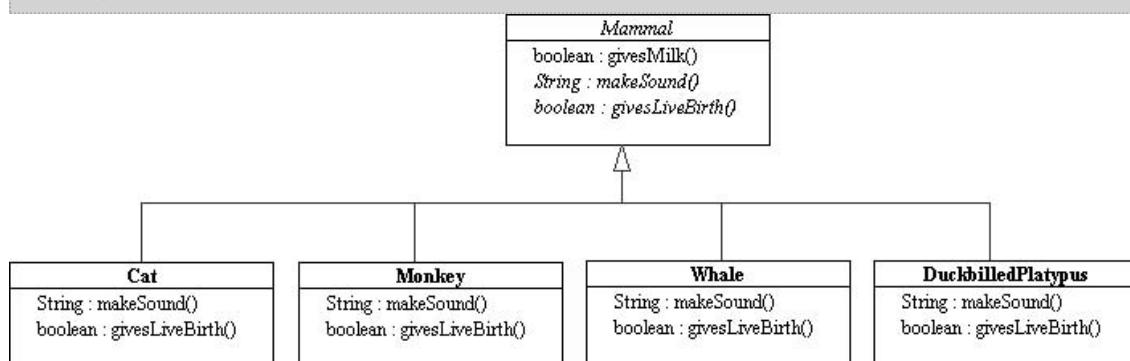 Mammal
boolean : givesMilk()
String : makeSound()
boolean : givesLiveBirth()
Cat
String : makeSound()
boolean : givesLiveBirth()
Monkey
String : makeSound()
boolean : givesLiveBirth()
Whale
String : makeSound()
boolean : givesLiveBirth()
DuckbilledPlatypus
String : makeSound()
boolean : givesLiveBirth()